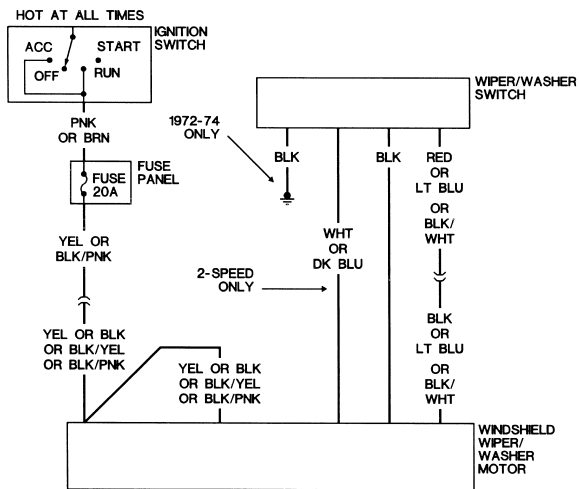 HOT AT ALL TIMES
IGNITION
SWITCH
ACC
START
OFF
RUN
PNK
OR BRN
FUSE
PANEL
FUSE
20A
YEL OR
BLK/PNK
YEL OR BLK
OR BLK/YEL
OR BLK/PNK
YEL OR BLK
OR BLK/YEL
OR BLK/PNK
WIPER/WASHER
SWITCH
1972-74
ONLY
BLK
BLK
RED
OR
LT BLU
OR
BLK/
WHT
WHT
OR
DK BLU
2-SPEED
ONLY
BLK
OR
LT BLU
OR
BLK/
WHT
WINDSHIELD
WIPER/
WASHER
MOTOR